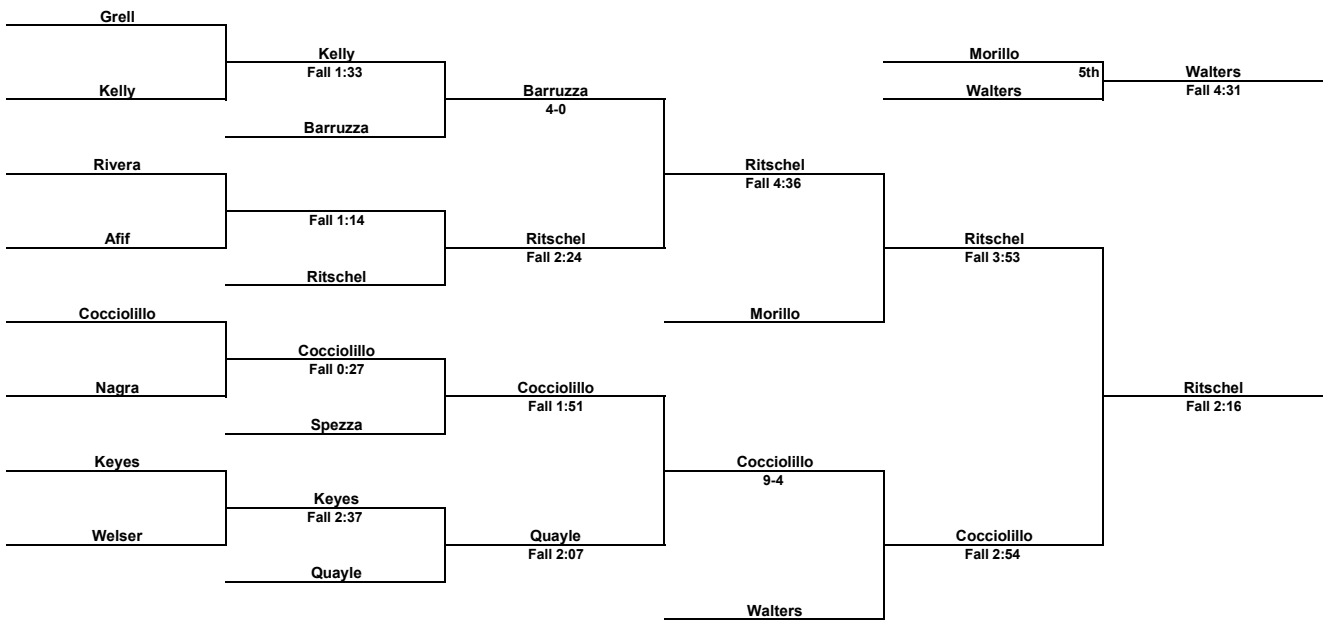 Grell
Kelly
Fall 1:33
Kelly
Barruzza
4-0
Barruzza
Rivera
Fall 1:14
Afif
Ritschel
Fall 2:24
Ritschel
Ritschel
Fall 4:36
Morillo
Ritschel
Fall 3:53
Cocciolillo
Cocciolillo
Fall 0:27
Nagra
Cocciolillo
Fall 1:51
Spezza
Keyes
Keyes
Fall 2:37
Welser
Quayle
Fall 2:07
Quayle
Cocciolillo
9-4
Walters
Cocciolillo
Fall 2:54
Ritschel
Fall 2:16
Morillo
5th
Walters
Walters
Fall 4:31